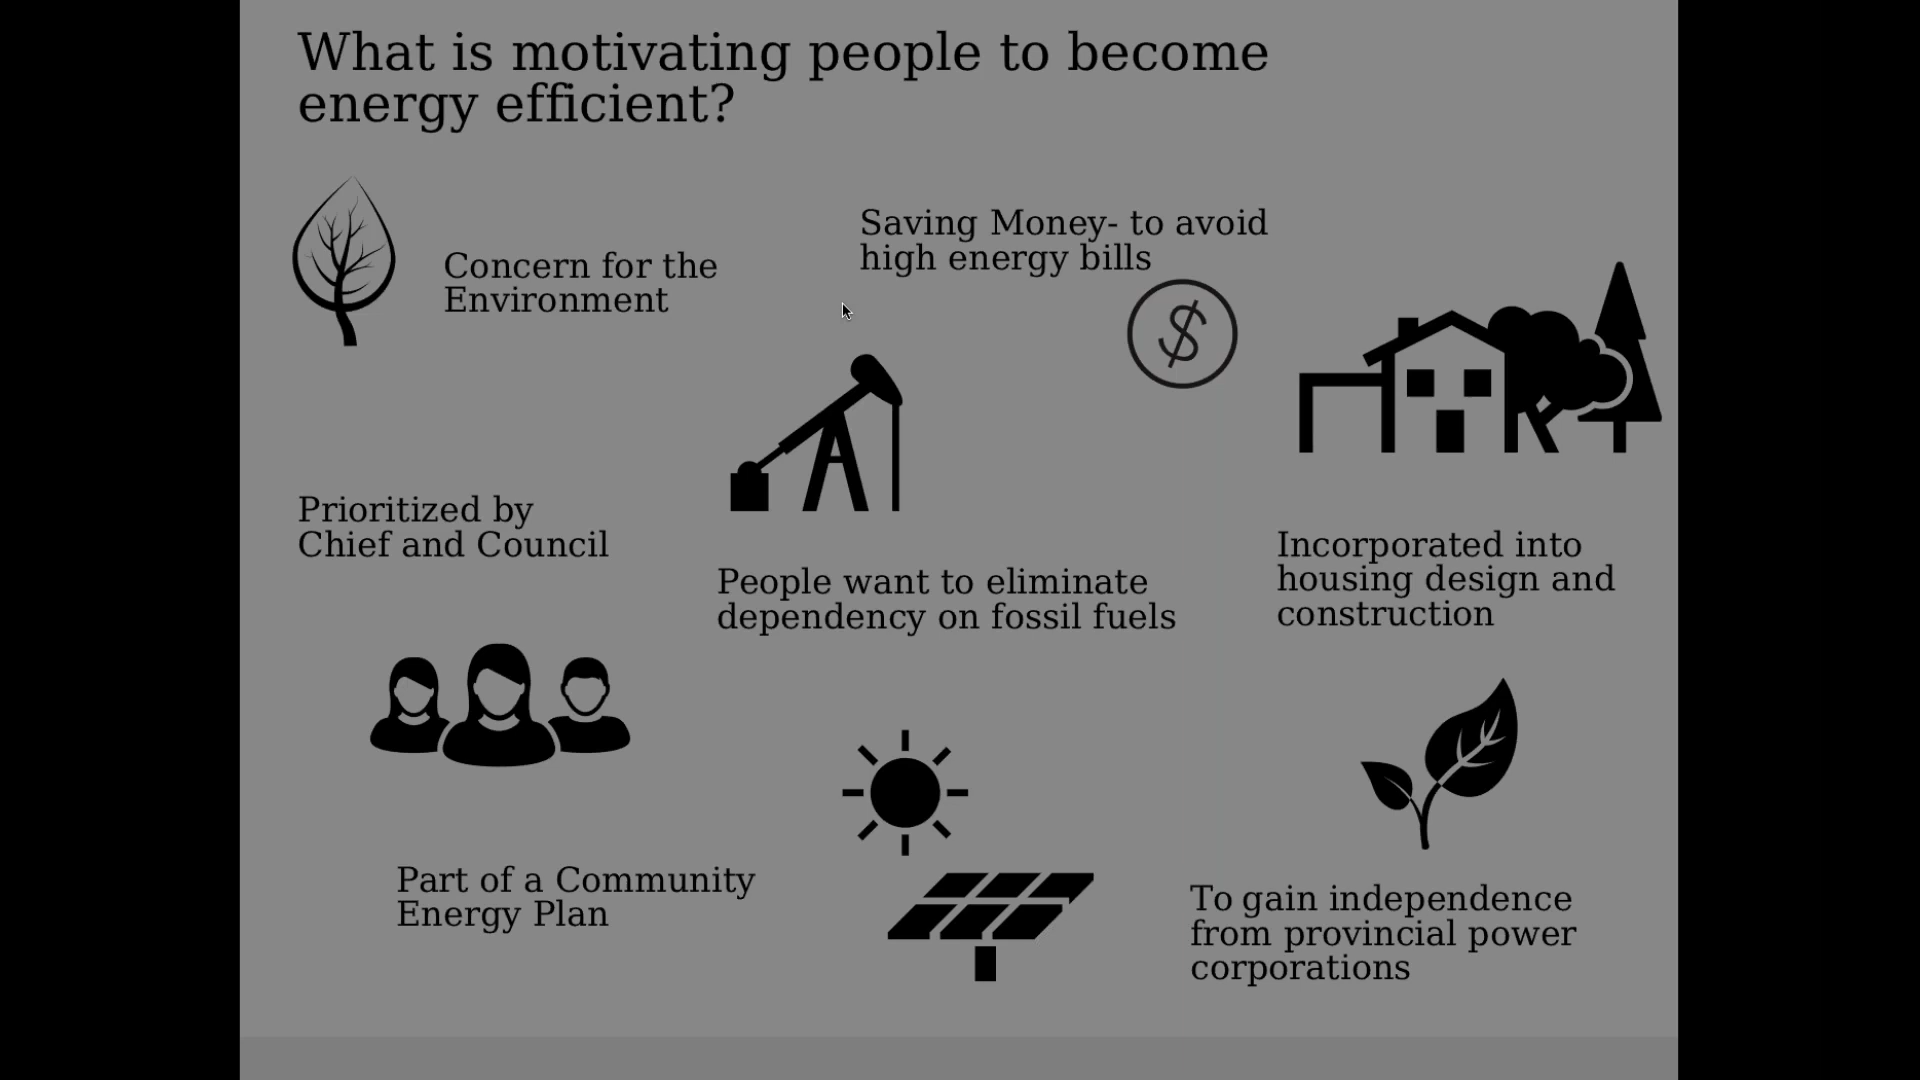 What is motivating people to become
energy efficient?
Concern for the
Environment
Saving Money- to avoid
high energy bills
$
Prioritized by
Chief and Council
People want to eliminate
dependency on fossil fuels
Incorporated into
housing design and
construction
Part of a Community
Energy Plan
To gain independence
from provincial power
corporations